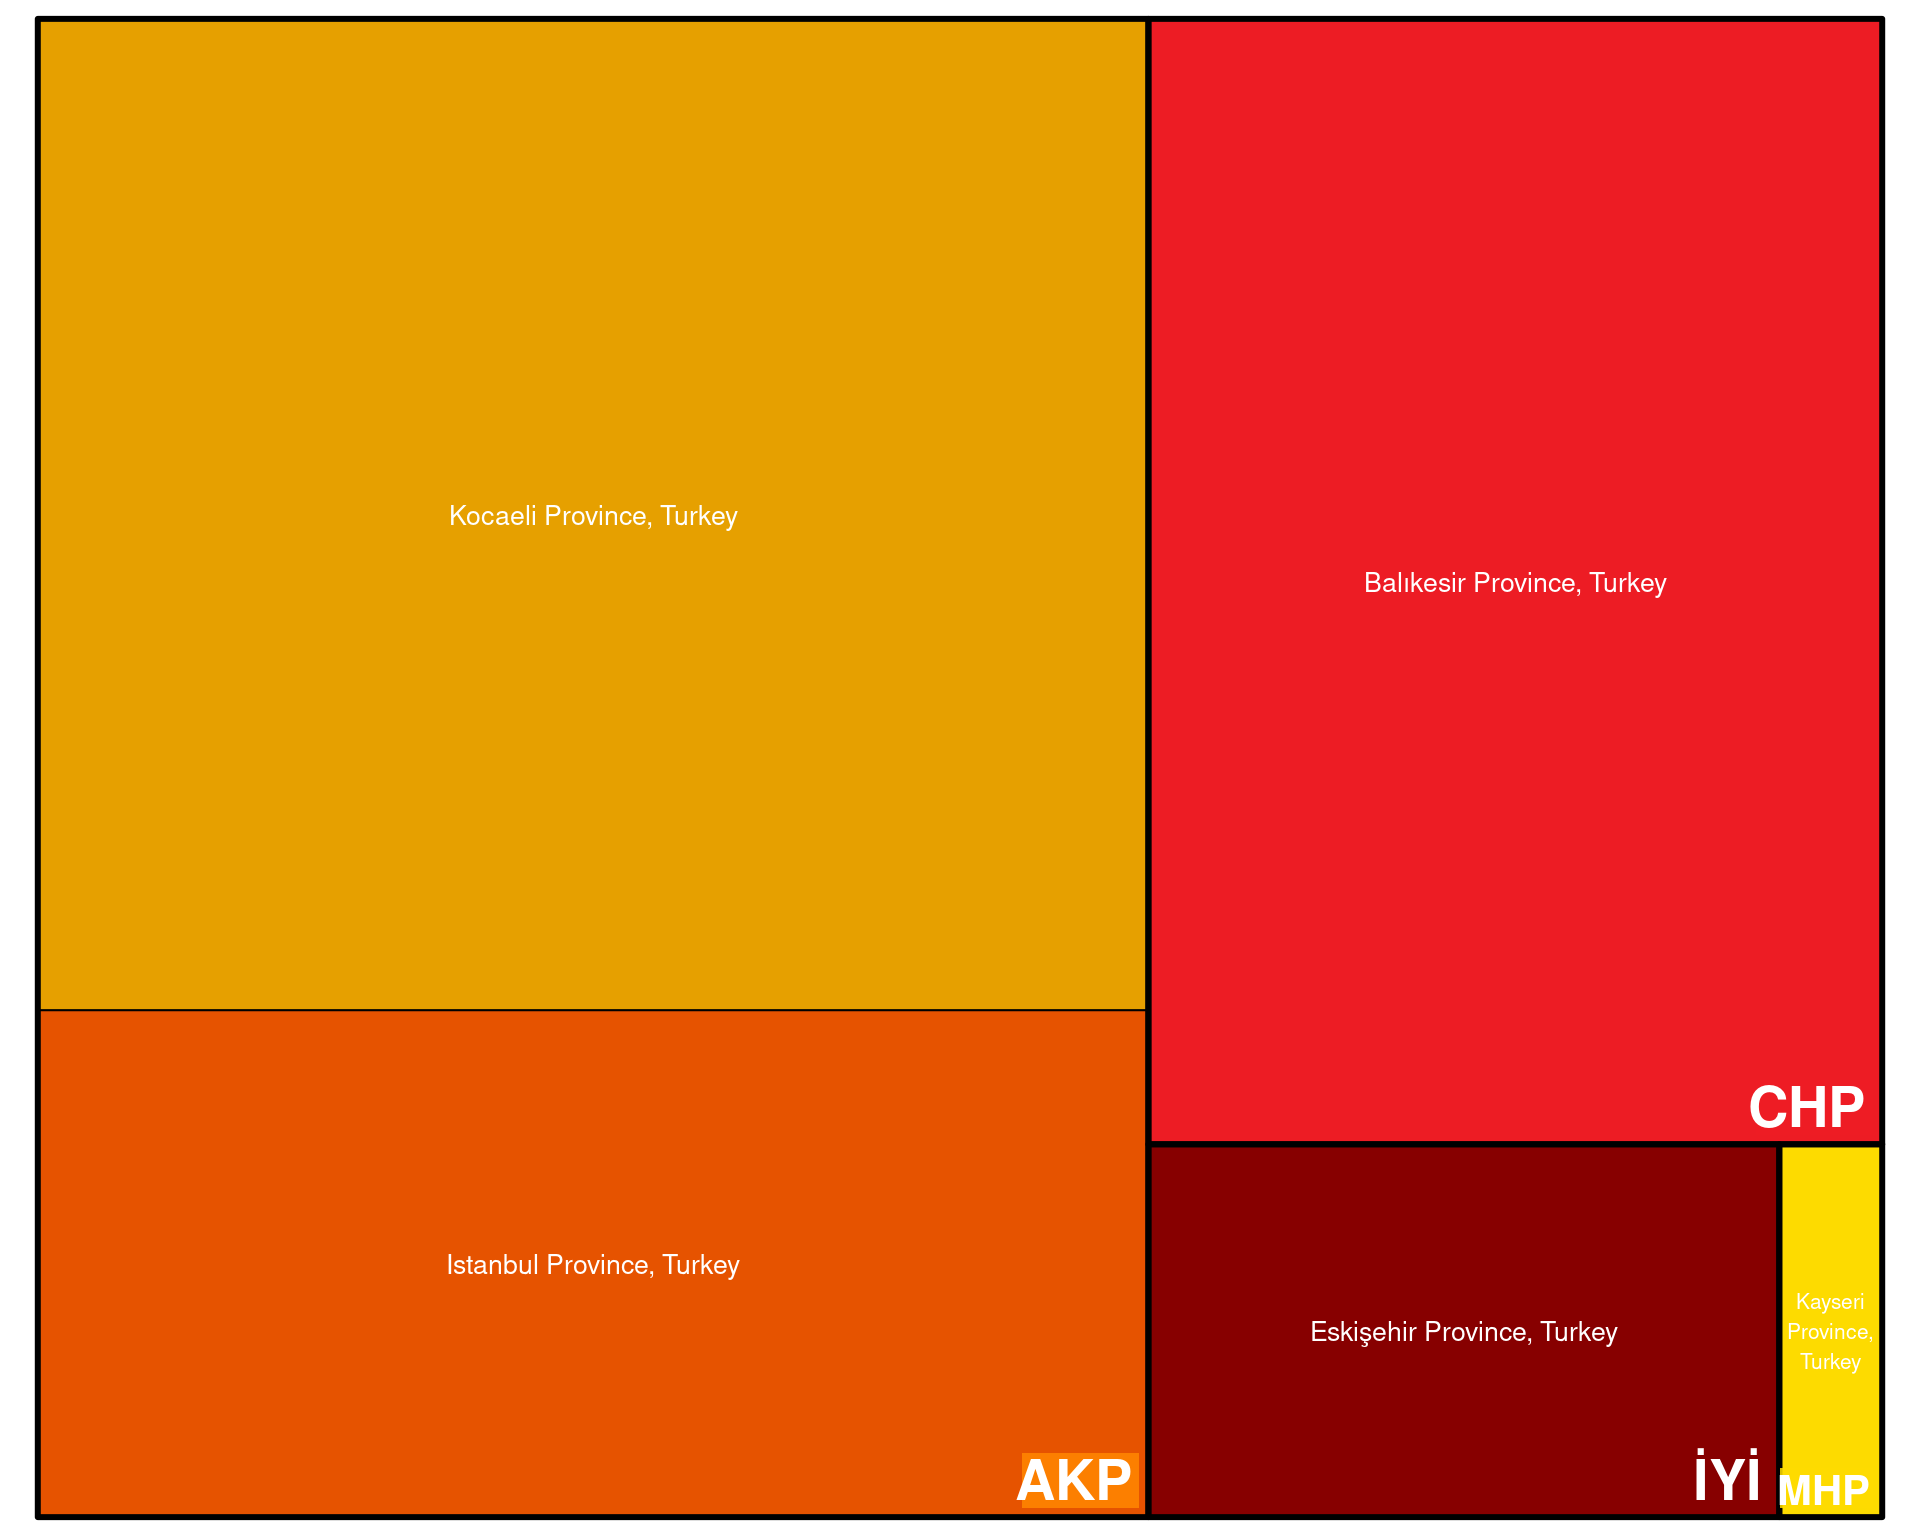 Kocaeli Province, Turkey
Istanbul Province, Turkey
AKP
Balıkesir Province, Turkey
CHP
Eskişehir Province, Turkey
İYİ
Kayseri
Province,
Turkey
MHP